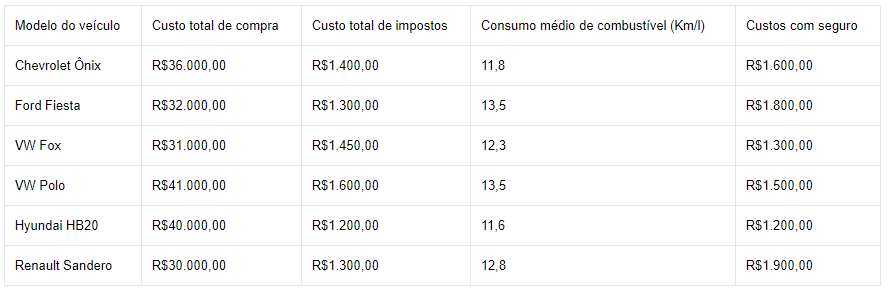 Modelo do veículo Custo total de compra Custo total de impostos Consumo médio de combustível (Km/l) Custos com seguro
Chevrolet Ônix R$36.000,00 R$1.400,00 11,8 R$1.600,00
Ford Fiesta R$32.000,00 R$1.300,00 13,5 R$1.800,00
VW Fox R$31.000,00 R$1.450,00 12,3 R$1.300,00
VW Polo R$41.000,00 R$1.600,00 13,5 R$1.500,00
Hyundai HB20 R$40.000,00 R$1.200,00 11,6 R$1.200,00
Renault Sandero R$30.000,00 R$1.300,00 12,8 R$1.900,00